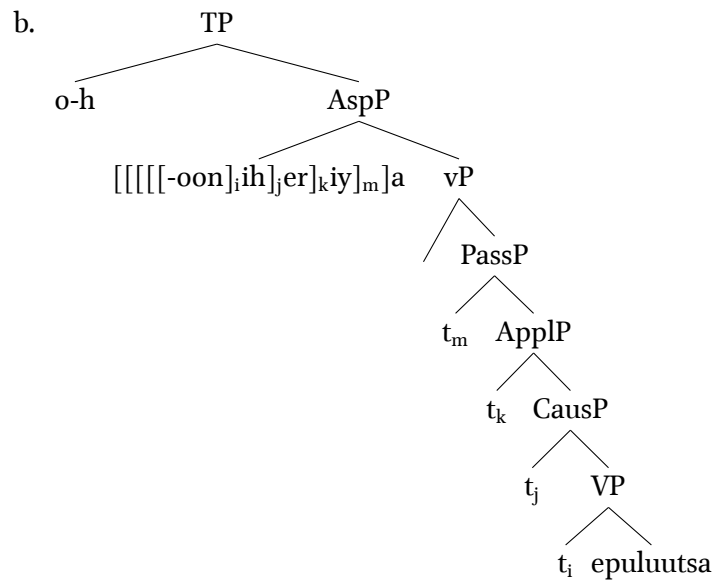 b. TP
o-h AspP
[[[[[-oon]ᵢih]ⱼer]ₖiy]ₘ]a vP
PassP
tₘ ApplP
tₖ CausP
tⱼ VP
tᵢ epuluutsa